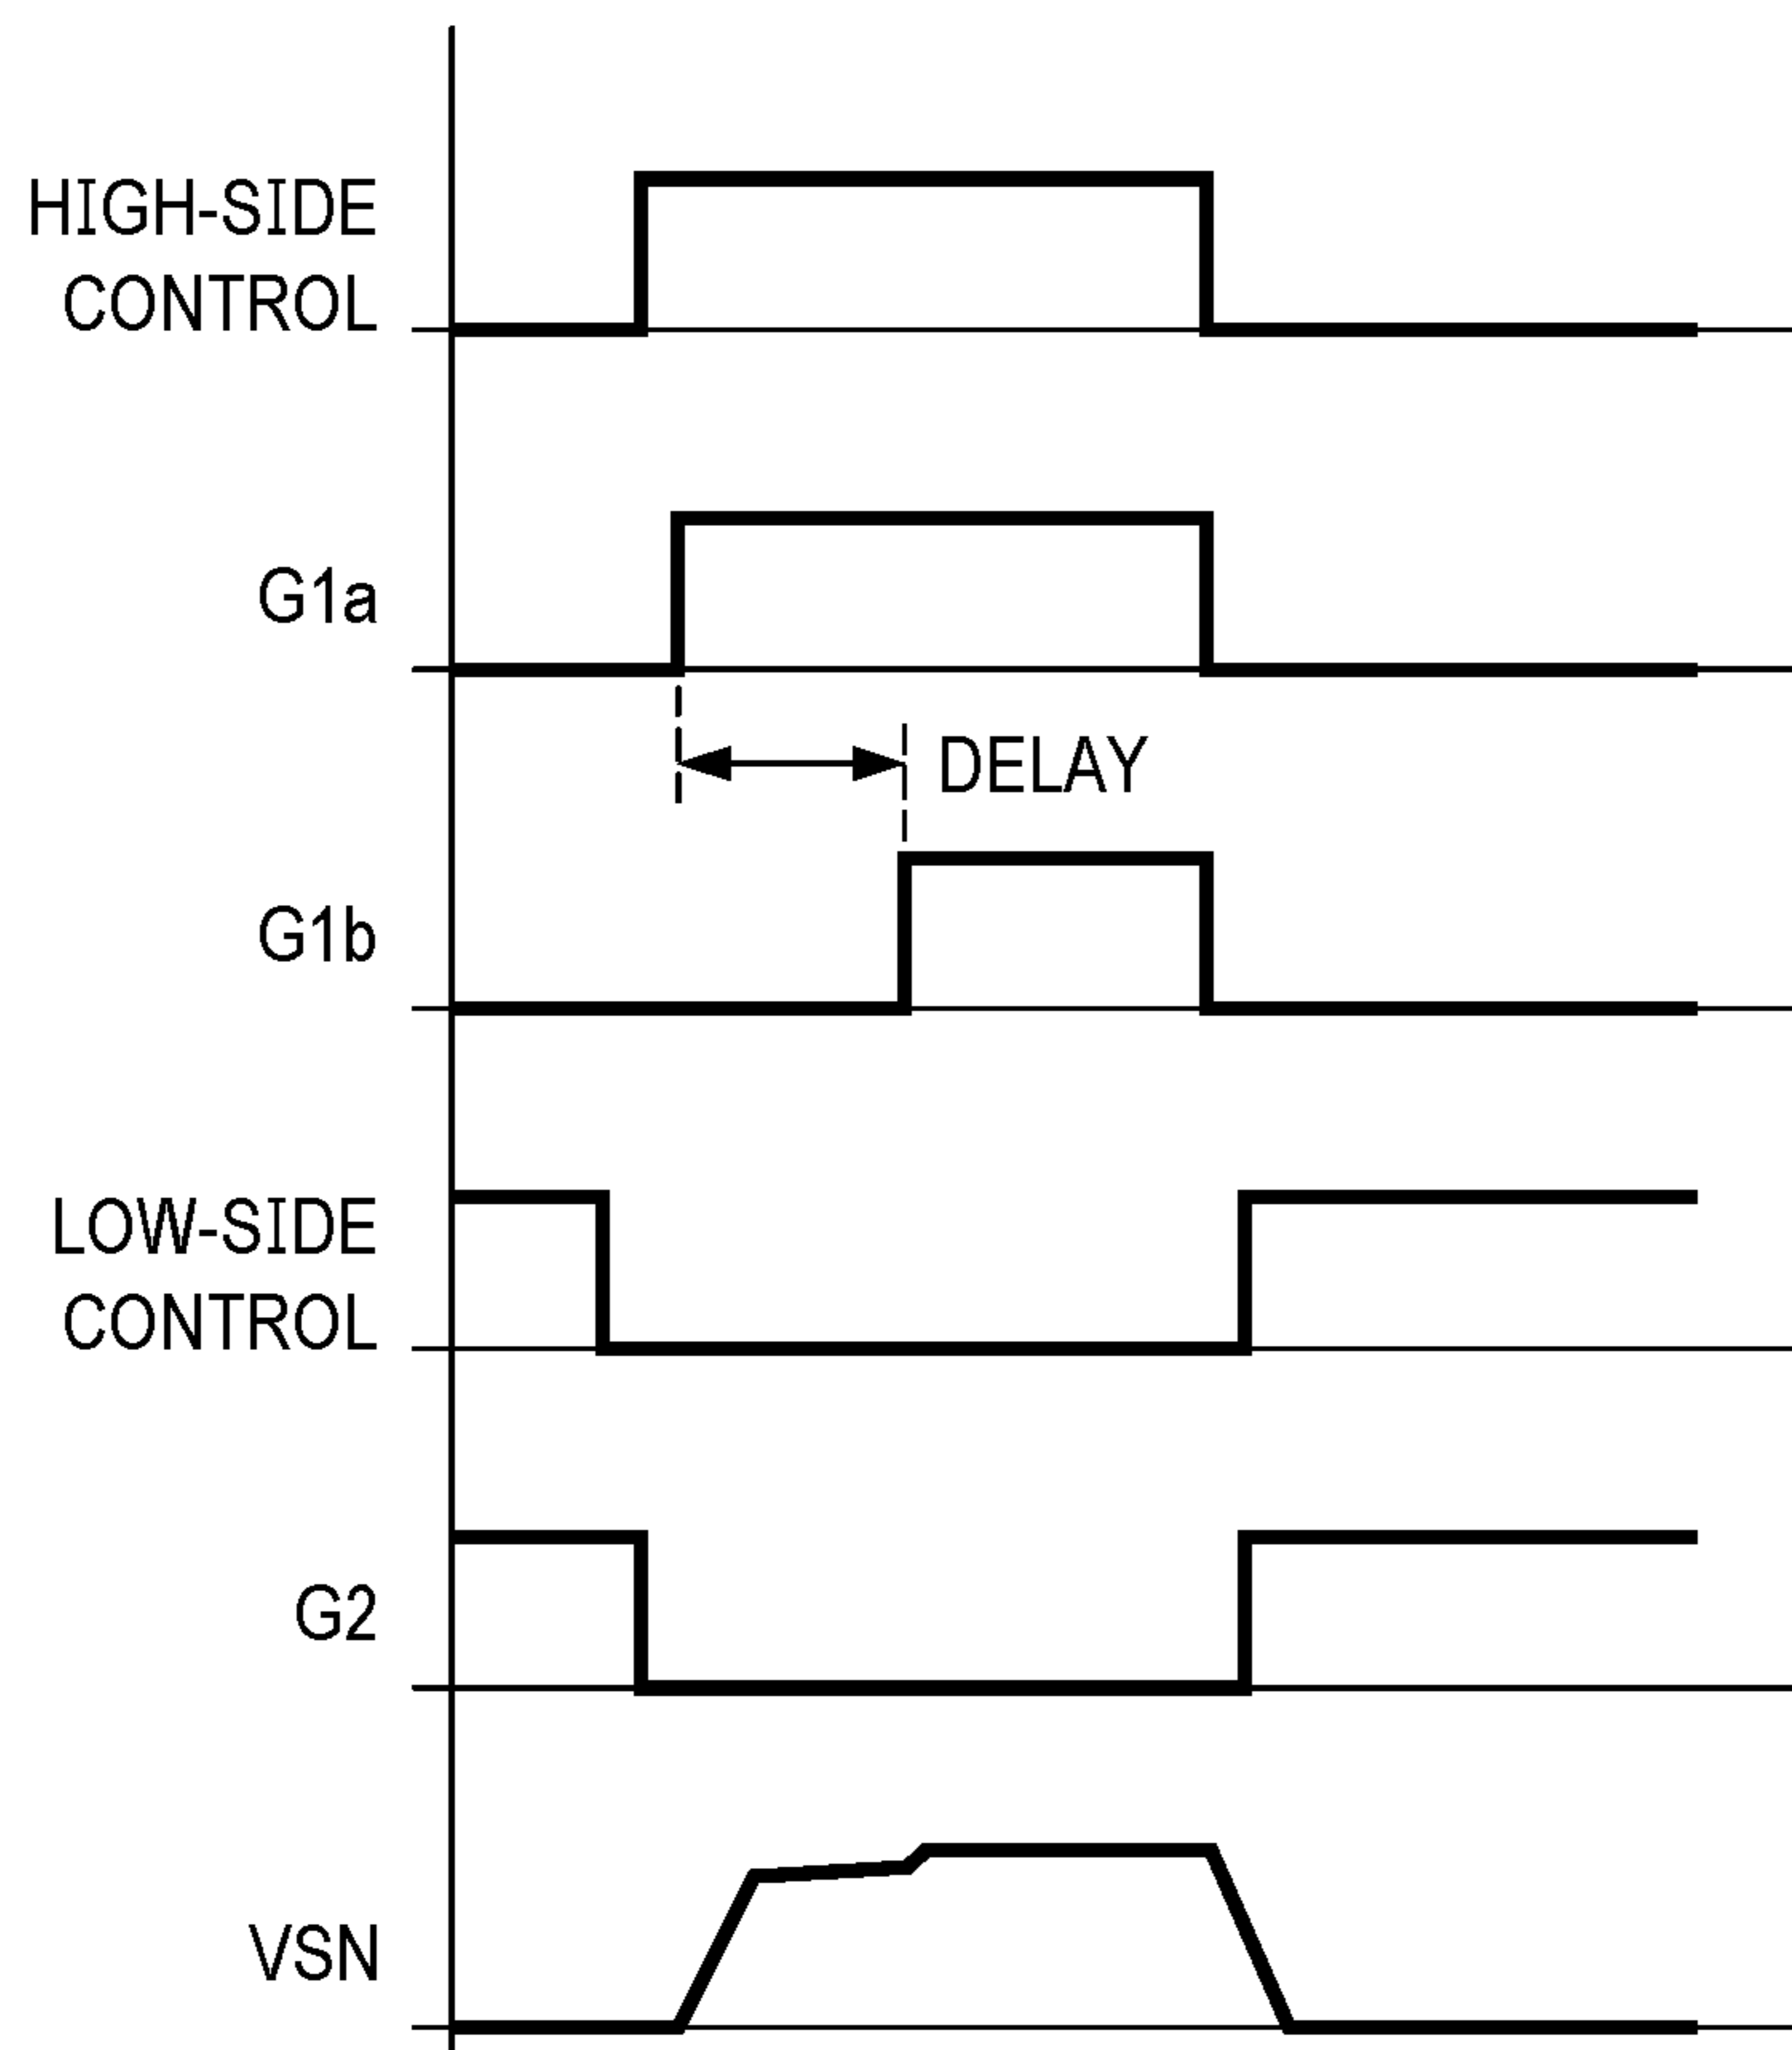 HIGH-SIDE
CONTROL
G1a
DELAY
G1b
LOW-SIDE
CONTROL
G2
VSN